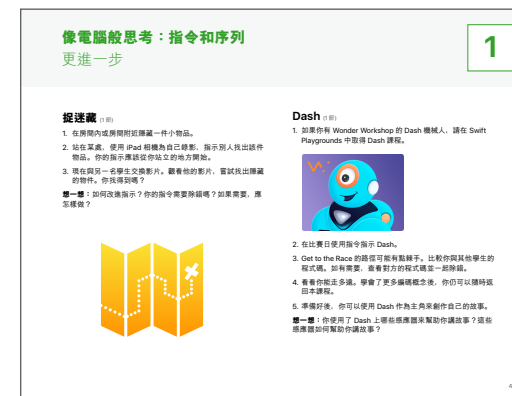 像電腦般思考：指令和序列
更進一步
1
捉迷藏 (1 節)
1. 在房間內或房間附近隱藏一件小物品。
2. 站在某處，使用 iPad 相機為自己錄影，指示別人找出該件
物品。你的指示應該從你站立的地方開始。
3. 現在與另一名學生交換影片。觀看他的影片，嘗試找出隱藏
的物件。你找得到嗎？
想一想：如何改進指示？你的指令需要除錯嗎？如果需要，應
怎樣做？
Dash (1 節)
1. 如果你有 Wonder Workshop 的 Dash 機械人，請在 Swift
Playgrounds 中取得 Dash 課程。
2. 在比賽日使用指令指示 Dash。
3. Get to the Race 的路徑可能有點棘手。比較你與其他學生的
程式碼。如有需要，查看對方的程式碼並一起除錯。
4. 看看你能走多遠。學會了更多編碼概念後，你仍可以隨時返
回本課程。
5. 準備好後，你可以使用 Dash 作為主角來創作自己的故事。
想一想：你使用了 Dash 上哪些感應器來幫助你講故事？這些
感應器如何幫助你講故事？